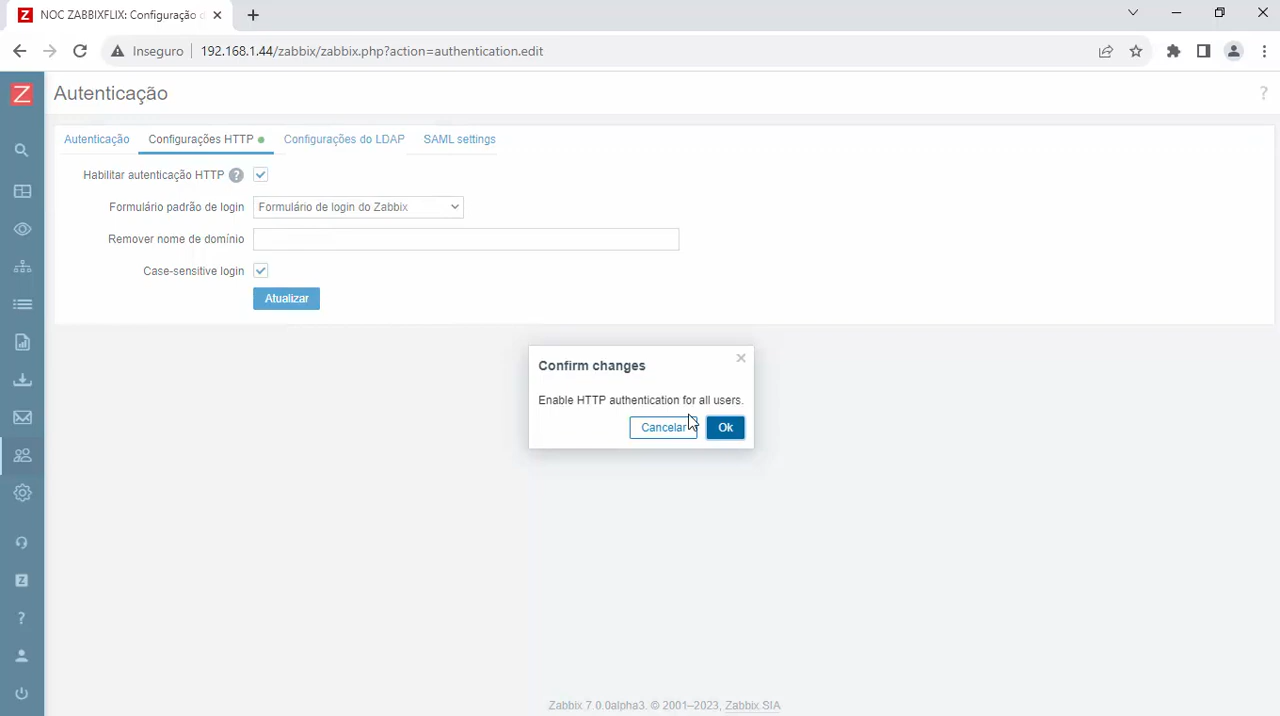 Z NOC ZABBIXFLIX: Configuração d
Inseguro 192.168.1.44/zabbix/zabbix.php?action=authentication.edit
Z Autenticação ?
Autenticação Configurações HTTP Configurações do LDAP SAML settings
Habilitar autenticação HTTP ?
Formulário padrão de login Formulário de login do Zabbix
Remover nome de domínio
Case-sensitive login
Atualizar
Confirm changes
Enable HTTP authentication for all users.
Cancelar Ok
Z
?
Zabbix 7 0.0alpha3. © 2001–2023, Zabbix SIA